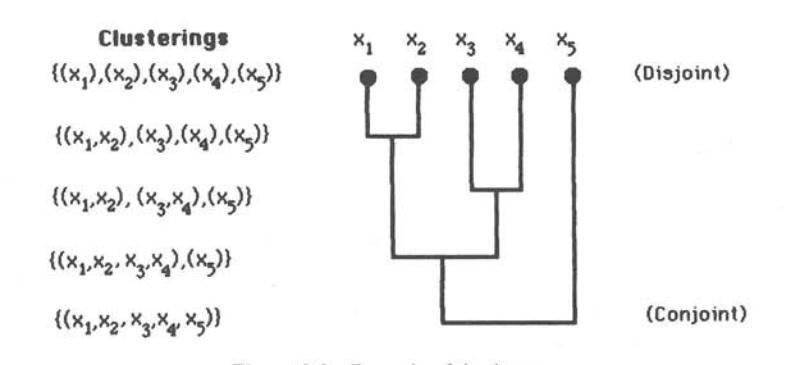 Clusterings
x₁ x₂ x₃ x₄ x₅
{(x₁),(x₂),(x₃),(x₄),(x₅)}
(Disjoint)
{(x₁,x₂),(x₃),(x₄),(x₅)}
{(x₁,x₂), (x₃,x₄),(x₅)}
{(x₁,x₂, x₃,x₄),(x₅)}
{(x₁,x₂, x₃,x₄, x₅)}
(Conjoint)